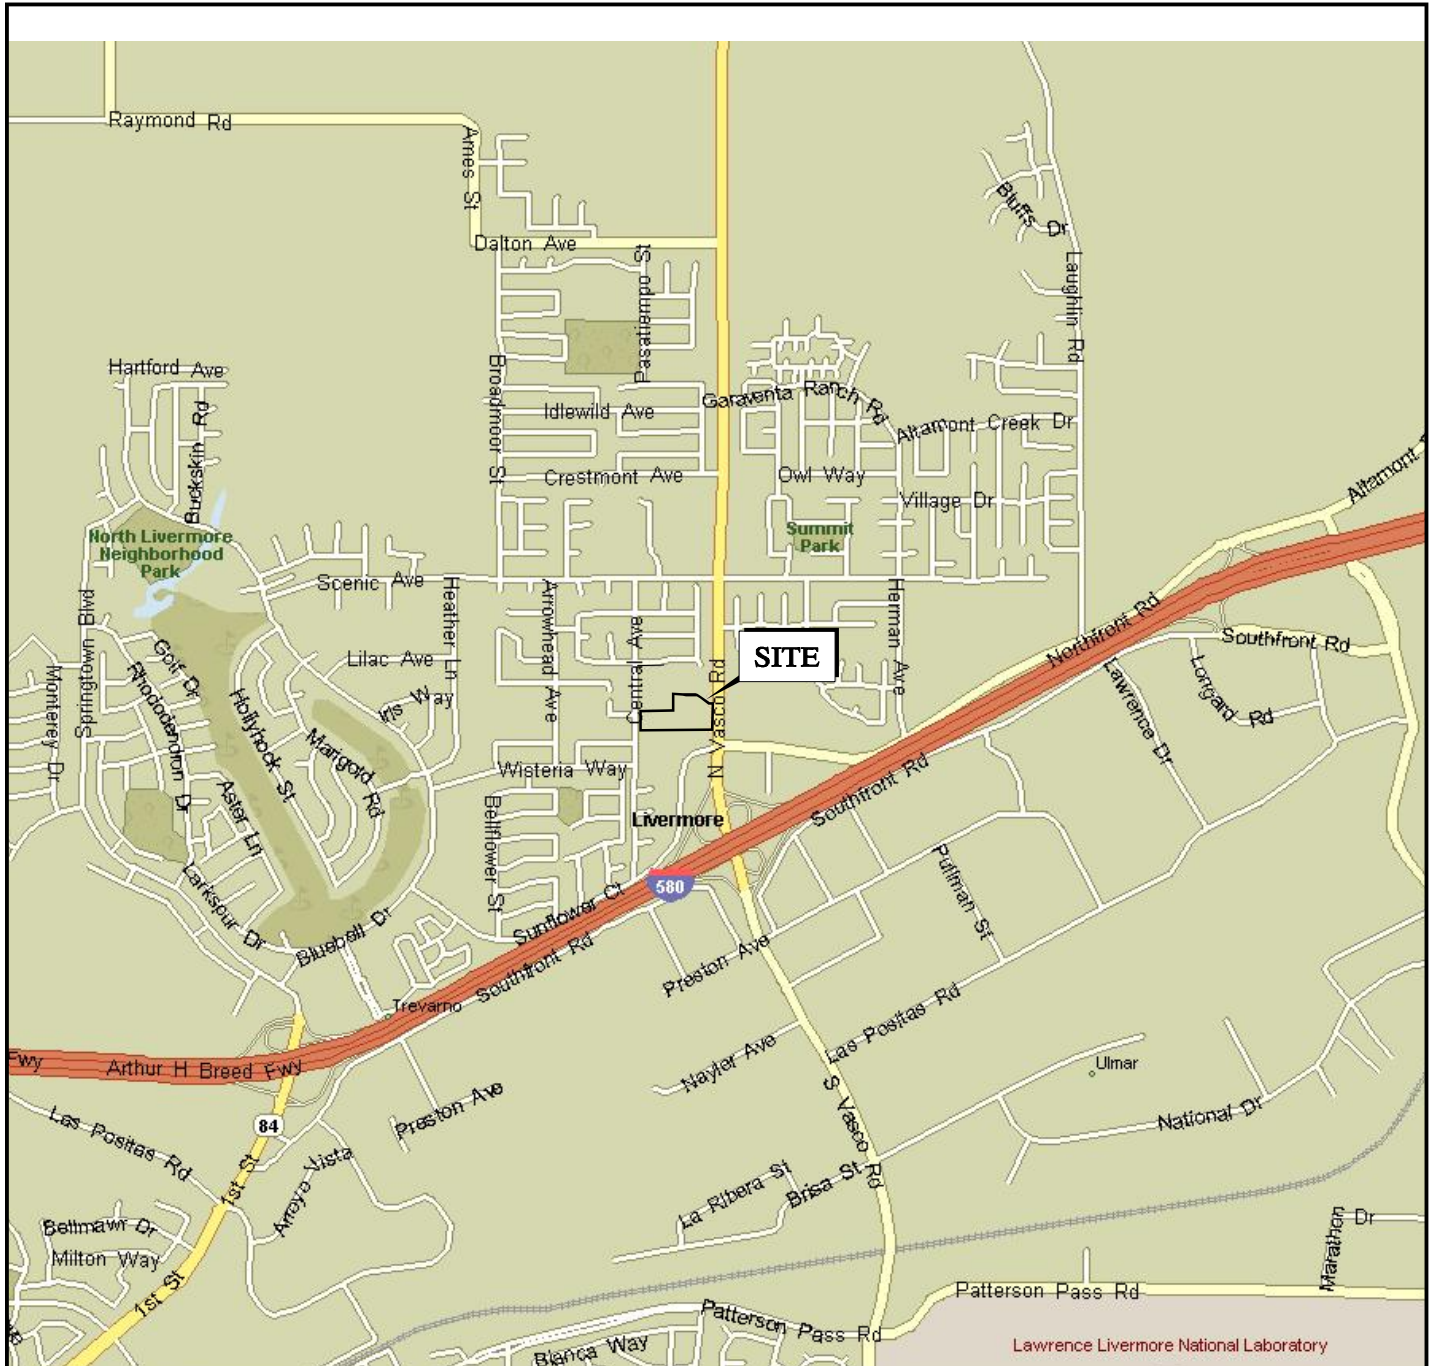 Raymond Rd
Ames St
Dalton Ave
Bluffs Dr
Laughlin Rd
Pasatiempo St
Hartford Ave
Buckskin Rd
Broadmoor St
Idlewild Ave
Garaventa Ranch Rd
Altamont Creek Dr
Crestmont Ave
Owl Way
Village Dr
Altamont
North Livermore
Neighborhood
Park
Summit
Park
Scenic Ave
Heather Ln
Arrowhead Ave
Central Ave
Herman Ave
Northfront Rd
Southfront Rd
Springtown Blvd
Monterey Dr
Golf Dr
Rhododendron Dr
Lilac Ave
Iris Way
Hollyhock St
Marigold Rd
SITE
N Vasco Rd
Lawrence Dr
Longard Rd
Wisteria Way
Aster Ln
Bellflower St
Livermore
Southfront Rd
580
Pullman St
Larkspur Dr
Bluebell Dr
Sunflower Ct
Southfront Rd
Preston Ave
Trevarno
Las Positas Rd
Fwy
Arthur H Breed Fwy
Nayler Ave
Ulmar
84
Las Positas Rd
Preston Ave
S Vasco Rd
National Dr
1st St
Arroyo Vista
La Ribera St
Brisa St
Bellmawr Dr
Milton Way
1st St
Marathon Dr
Patterson Pass Rd
Patterson Pass Rd
Bianca Way
Lawrence Livermore National Laboratory